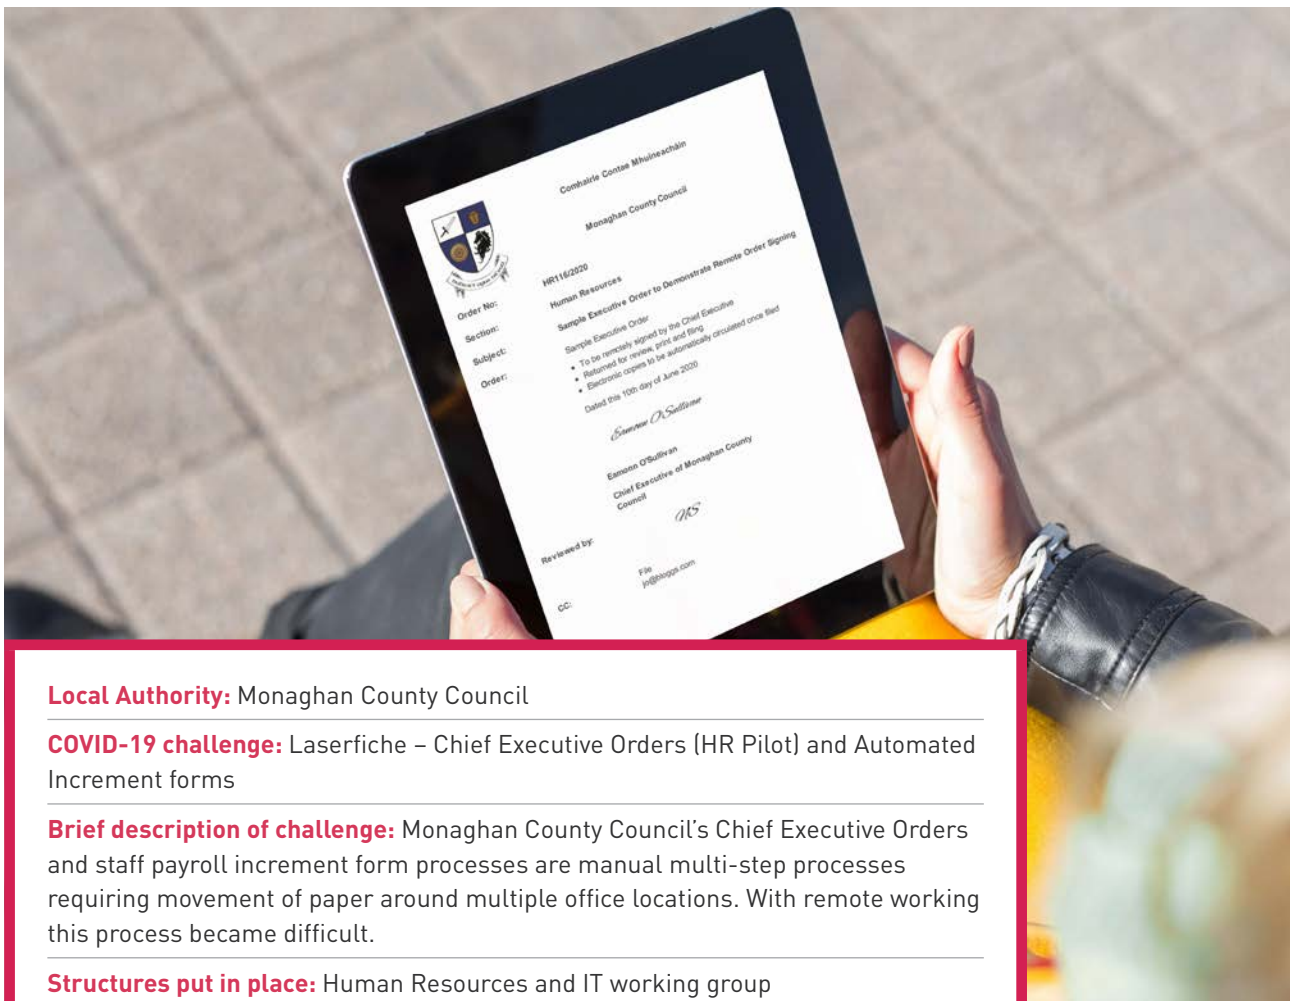 Comhairle Contae Mhuineacháin
Monaghan County Council
Order No: HR116/2020
Section: Human Resources
Subject: Sample Executive Order to Demonstrate Remote Order Signing
Order: Sample Executive Order
• To be remotely signed by the Chief Executive
• Returned for review, print and filing
• Electronic copies to be automatically circulated once filed
Dated this 10th day of June 2020
Eamonn O'Sullivan
Eamonn O'Sullivan
Chief Executive of Monaghan County
Council
Reviewed by:
CC: File
jo@bloggs.com
Local Authority: Monaghan County Council
COVID-19 challenge: Laserfiche – Chief Executive Orders (HR Pilot) and Automated
Increment forms
Brief description of challenge: Monaghan County Council’s Chief Executive Orders
and staff payroll increment form processes are manual multi-step processes
requiring movement of paper around multiple office locations. With remote working
this process became difficult.
Structures put in place: Human Resources and IT working group